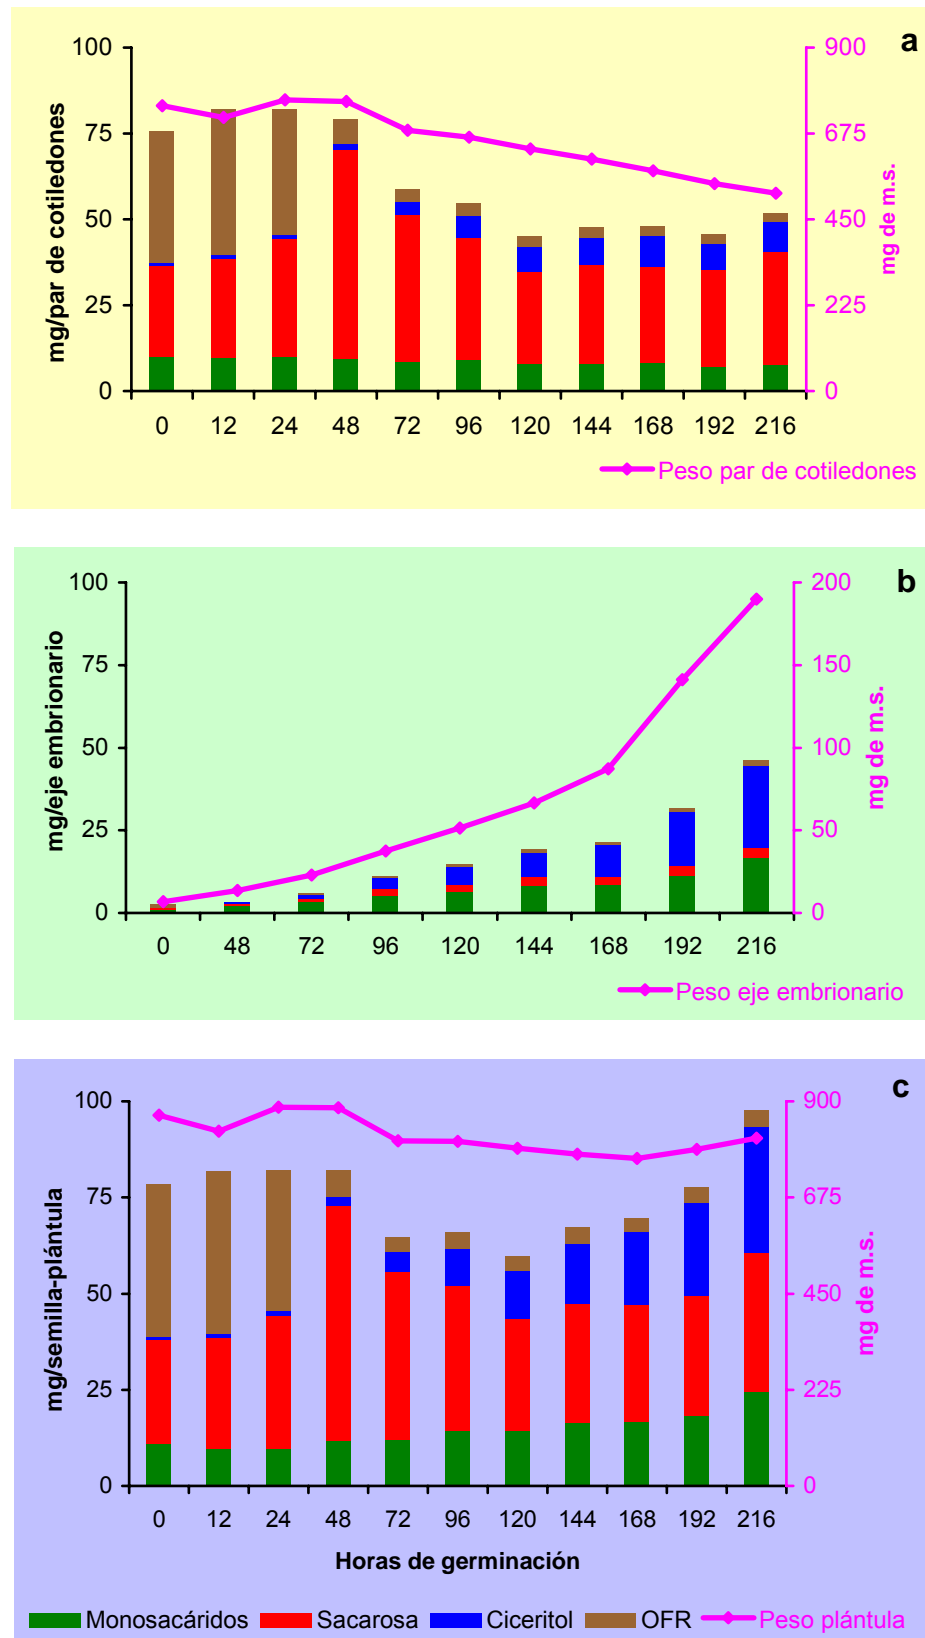 a
mg/par de cotiledones
100
75
50
25
0
900
675
450
225
0
mg de m.s.
0 12 24 48 72 96 120 144 168 192 216
Peso par de cotiledones
b
mg/eje embrionario
100
75
50
25
0
200
150
100
50
0
mg de m.s.
0 48 72 96 120 144 168 192 216
Peso eje embrionario
c
mg/semilla-plántula
100
75
50
25
0
900
675
450
225
0
mg de m.s.
0 12 24 48 72 96 120 144 168 192 216
Horas de germinación
Monosacáridos Sacarosa Ciceritol OFR Peso plántula